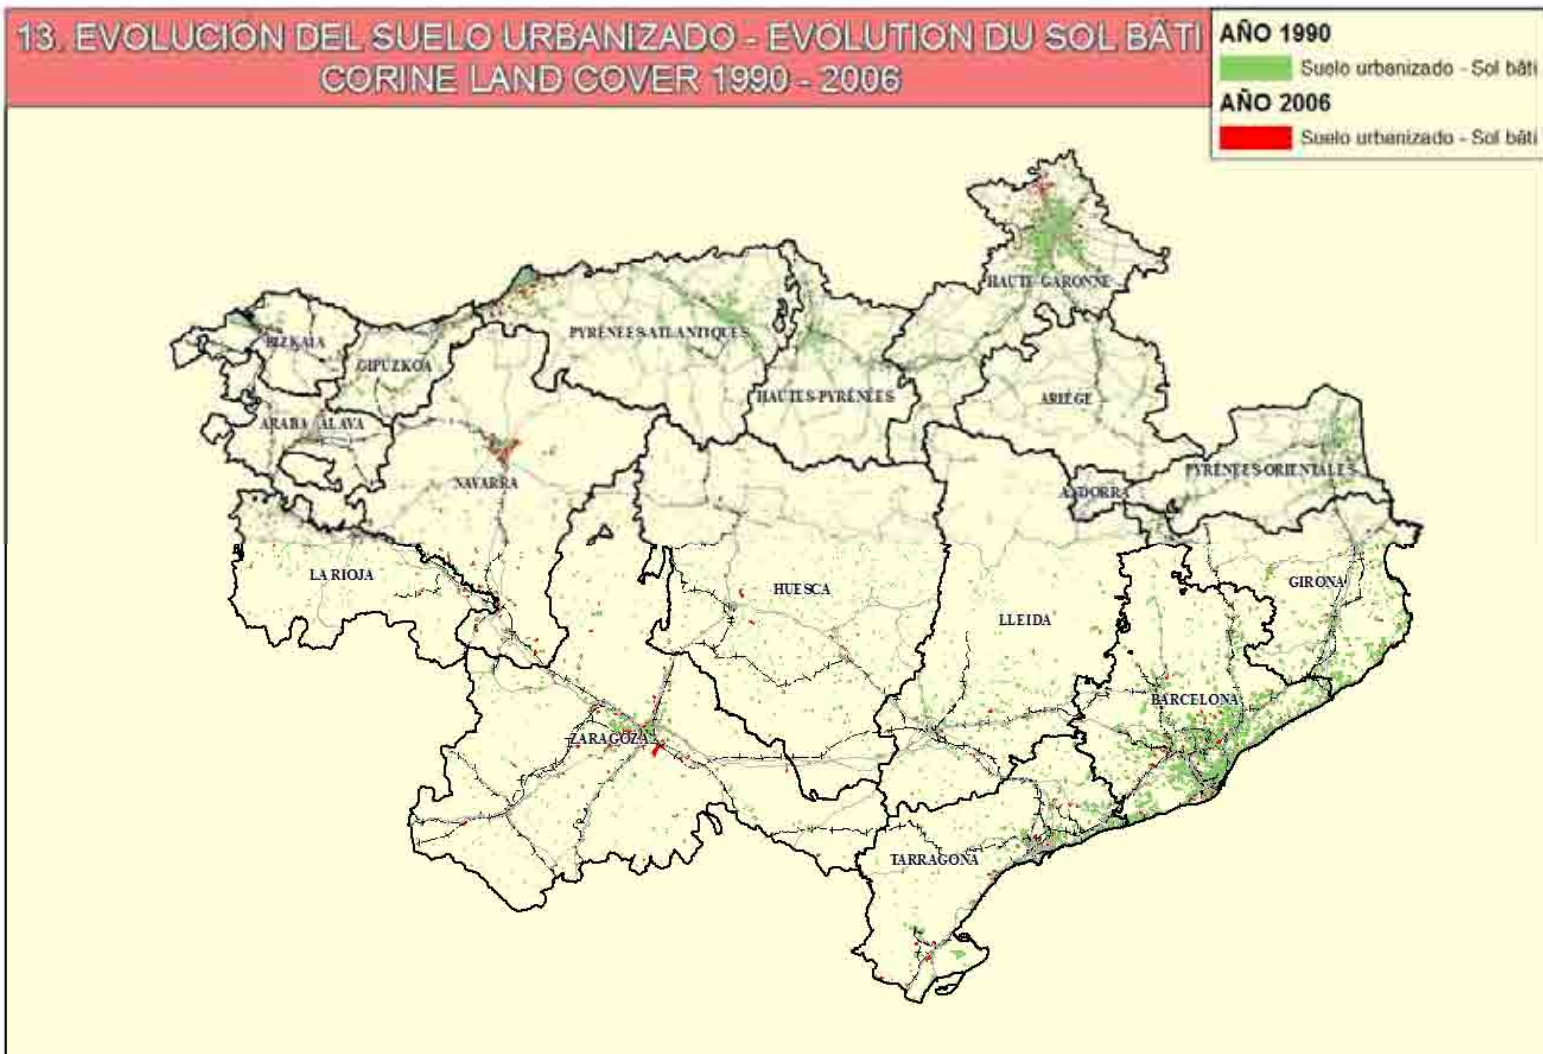 13. EVOLUCIÓN DEL SUELO URBANIZADO - EVOLUTION DU SOL BÂTI
CORINE LAND COVER 1990 - 2006
AÑO 1990
Suelo urbanizado - Sol bâti
AÑO 2006
Suelo urbanizado - Sol bâti
HAUTE-GARONNE
PYRÉNÉES-ATLANTIQUES
BIZKAIA
GIPUZKOA
HAUTES-PYRÉNÉES
ARIÈGE
ARABA ÁLAVA
PYRÉNÉES-ORIENTALES
NAVARRA
ANDORRA
LA RIOJA
HUESCA
GIRONA
LLEIDA
BARCELONA
ZARAGOZA
TARRAGONA